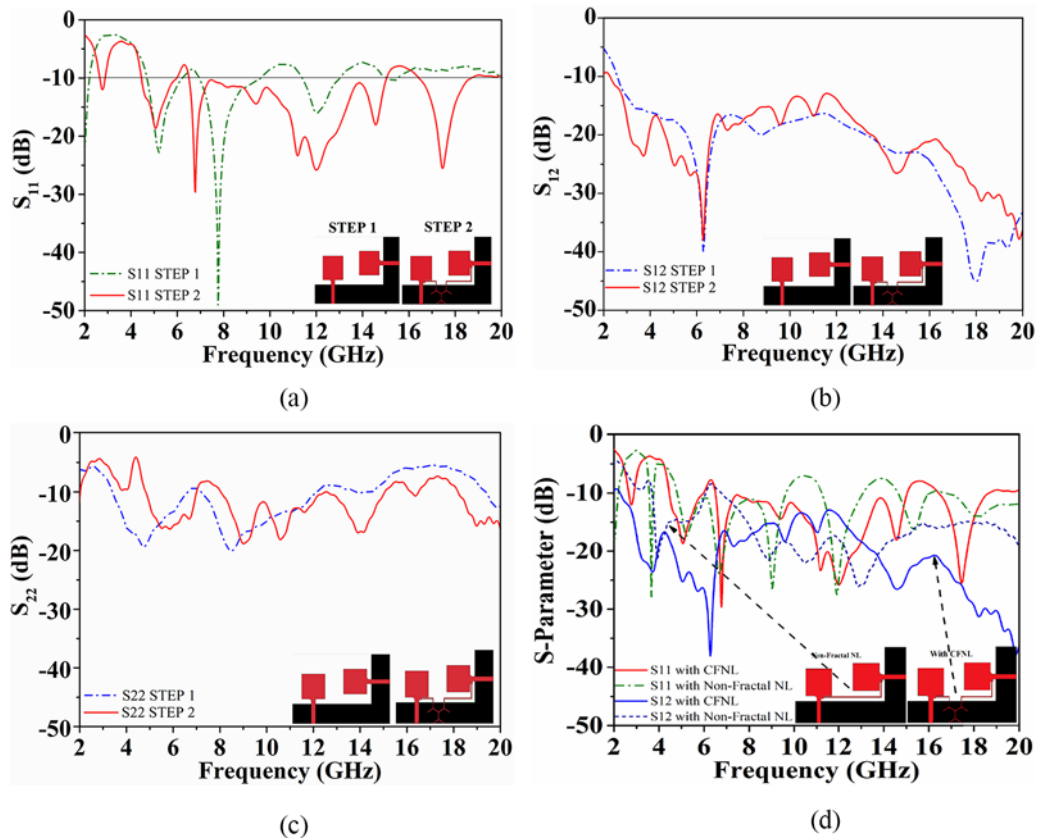 0
-10
-20
-30
-40
-50
S11 (dB)
STEP 1
STEP 2
S11 STEP 1
S11 STEP 2
2 4 6 8 10 12 14 16 18 20
Frequency (GHz)
(a)
0
-10
-20
-30
-40
-50
S12 (dB)
S12 STEP 1
S12 STEP 2
2 4 6 8 10 12 14 16 18 20
Frequency (GHz)
(b)
0
-10
-20
-30
-40
-50
S22 (dB)
S22 STEP 1
S22 STEP 2
2 4 6 8 10 12 14 16 18 20
Frequency (GHz)
(c)
0
-10
-20
-30
-40
-50
S-Parameter (dB)
Non-Fractal NL
With CFNL
S11 with CFNL
S11 with Non-Fractal NL
S12 with CFNL
S12 with Non-Fractal NL
2 4 6 8 10 12 14 16 18 20
Frequency (GHz)
(d)